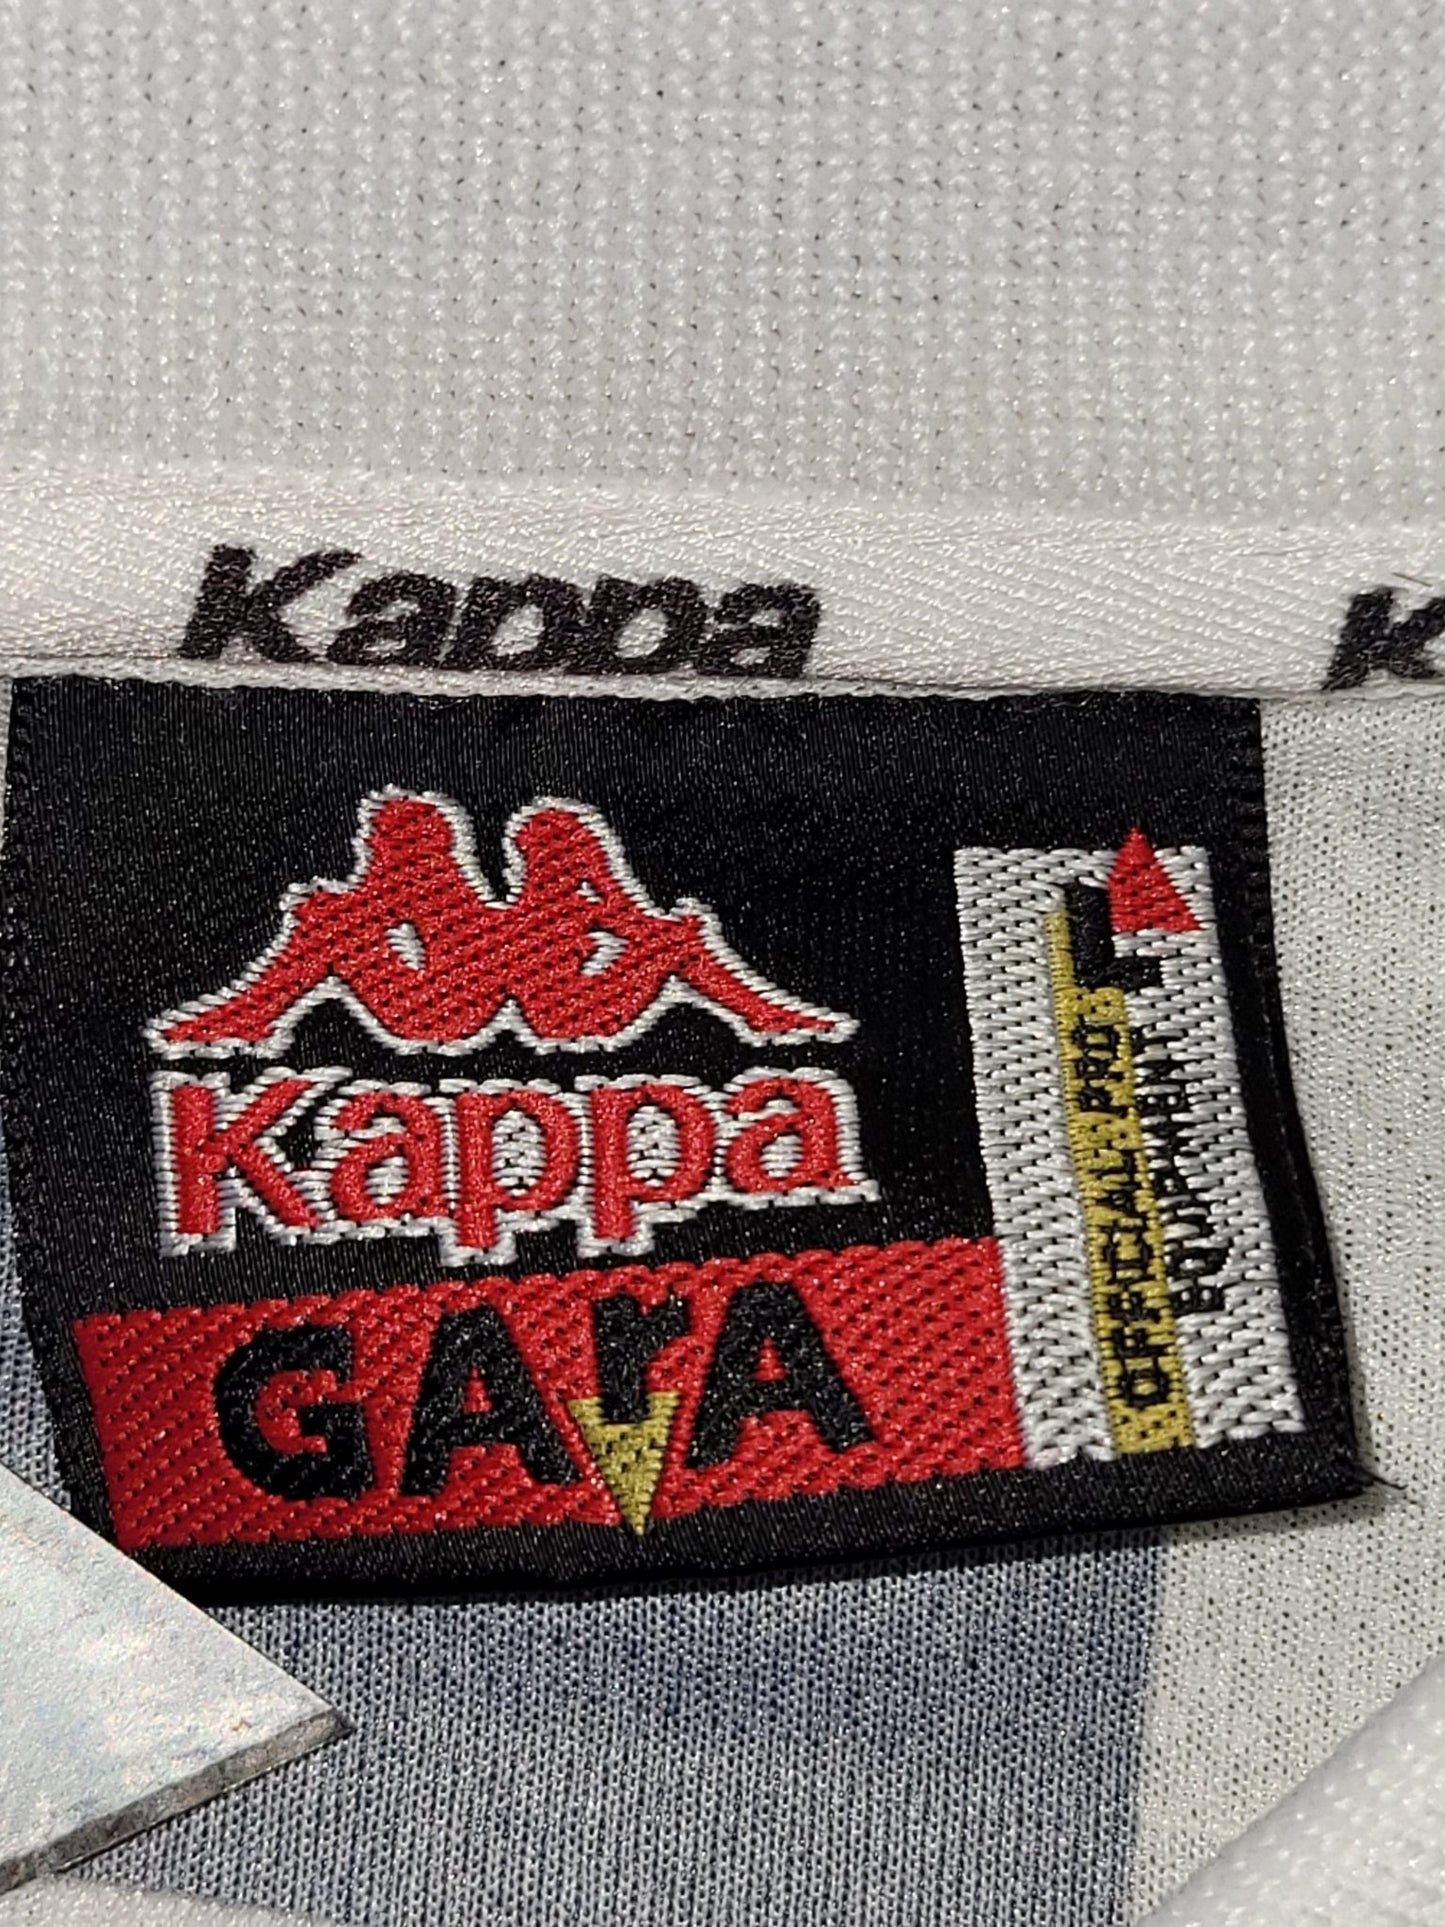 Kappa K
Kappa
GArA
L
OFFICIAL PRO
EQUIPMENT